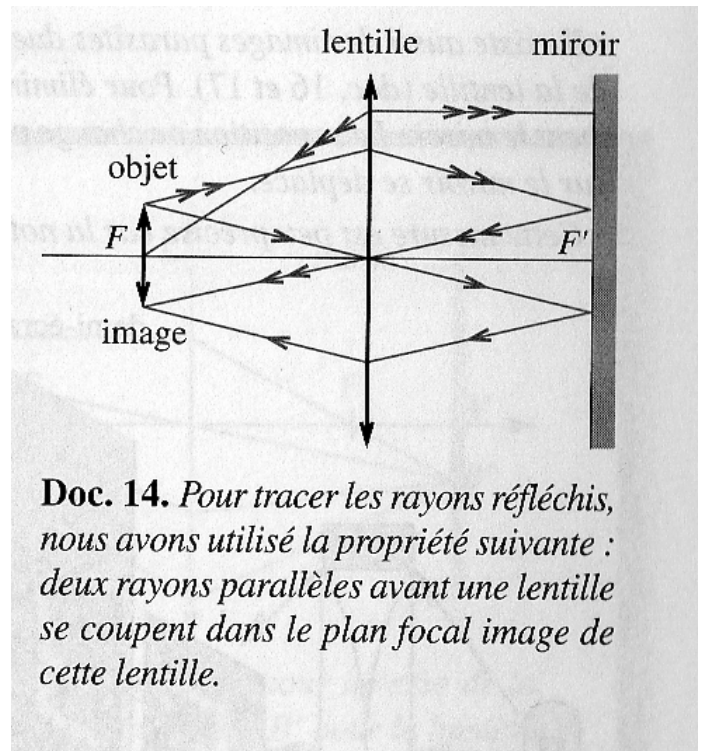 lentille miroir
objet
F F'
image
Doc. 14. Pour tracer les rayons réfléchis,
nous avons utilisé la propriété suivante :
deux rayons parallèles avant une lentille
se coupent dans le plan focal image de
cette lentille.